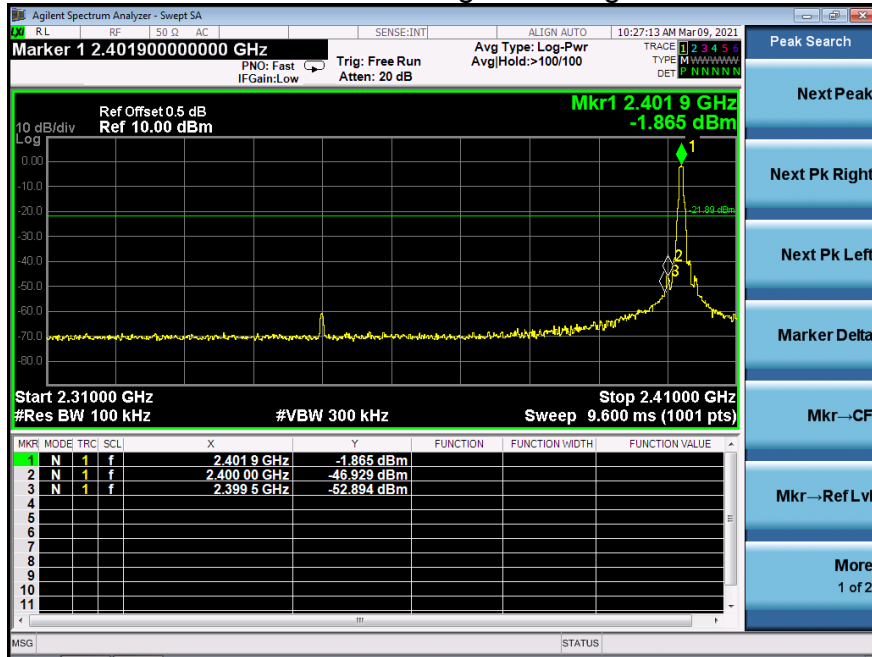 Agilent Spectrum Analyzer - Swept SA
RL RF 50 Ω AC SENSE:INT ALIGN AUTO 10:27:13 AM Mar 09, 2021
Marker 1 2.401900000000 GHz
PNO: Fast
IFGain:Low
Trig: Free Run
Atten: 20 dB
Avg Type: Log-Pwr
Avg|Hold:>100/100
TRACE 1 2 3 4 5 6
TYPE M WWWWW
DET P N N N N N
Ref Offset 0.5 dB
10 dB/div Ref 10.00 dBm
Log
Mkr1 2.401 9 GHz
-1.865 dBm
0.00
-10.0
-20.0
-30.0
-40.0
-50.0
-60.0
-70.0
-80.0
1
-21.89 dBm
2
3
Start 2.31000 GHz Stop 2.41000 GHz
#Res BW 100 kHz #VBW 300 kHz Sweep 9.600 ms (1001 pts)
MKR MODE TRC SCL X Y FUNCTION FUNCTION WIDTH FUNCTION VALUE
1 N 1 f 2.401 9 GHz -1.865 dBm
2 N 1 f 2.400 00 GHz -46.929 dBm
3 N 1 f 2.399 5 GHz -52.894 dBm
4
5
6
7
8
9
10
11
MSG STATUS
Peak Search
Next Peak
Next Pk Right
Next Pk Left
Marker Delta
Mkr→CF
Mkr→Ref Lvl
More
1 of 2